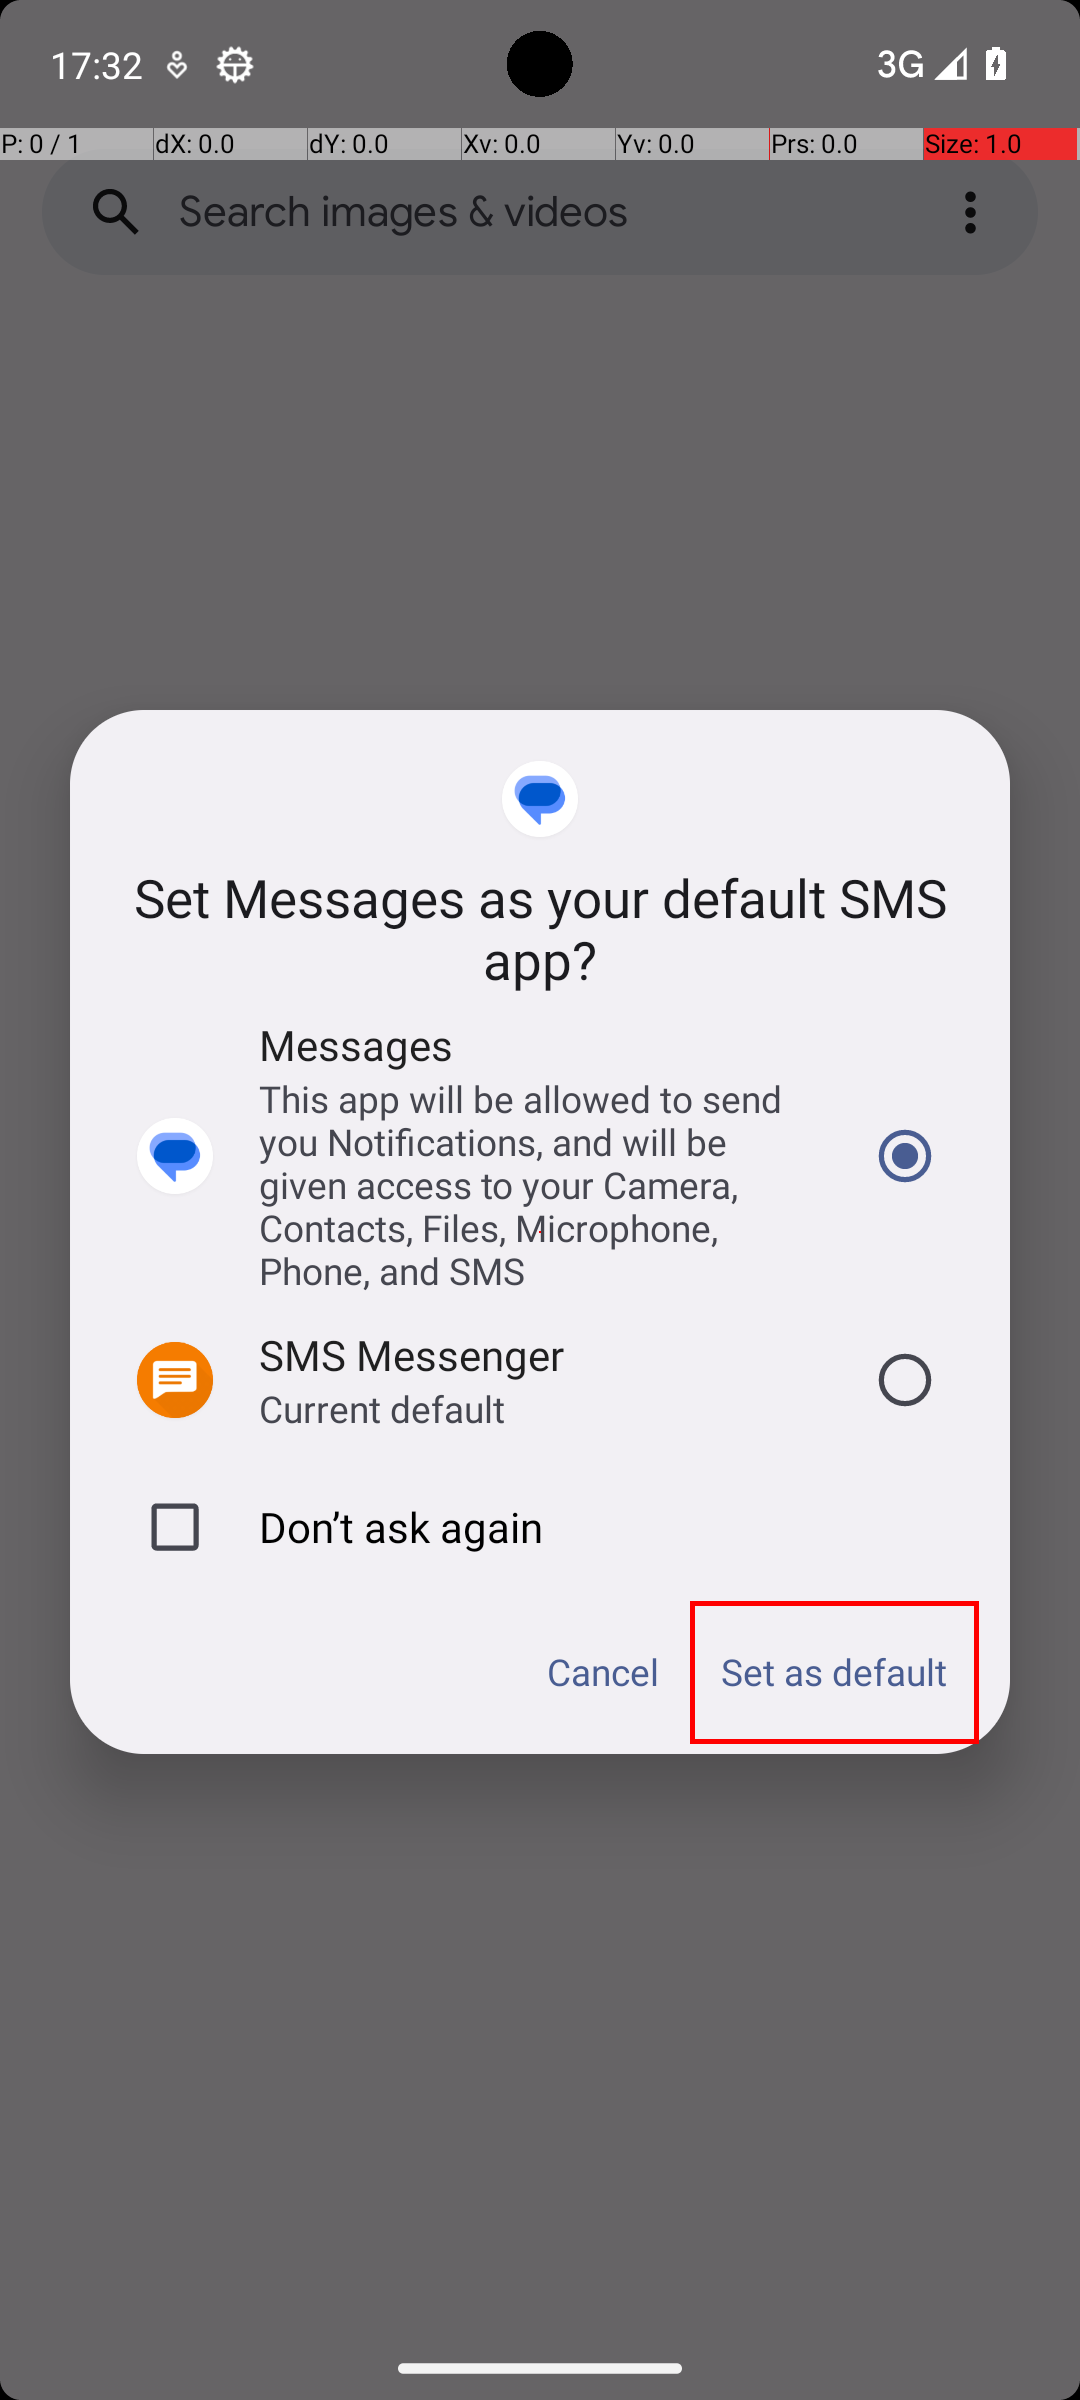 17:32
3G
P: 0 / 1 dX: 0.0 dY: 0.0 Xv: 0.0 Yv: 0.0 Prs: 0.0 Size: 1.0
Search images & videos
Set Messages as your default SMS
app?
Messages
This app will be allowed to send
you Notifications, and will be
given access to your Camera,
Contacts, Files, Microphone,
Phone, and SMS
SMS Messenger
Current default
Don’t ask again
Cancel
Set as default